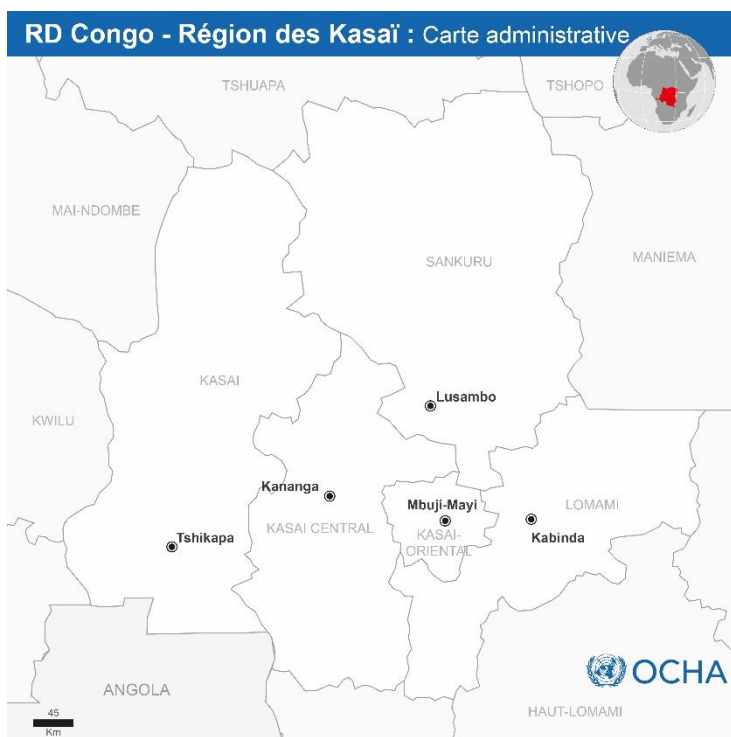 RD Congo - Région des Kasaï : Carte administrative
TSHUAPA
TSHOPO
MAI-NDOMBE
SANKURU
MANIEMA
KASAI
Lusambo
KWILU
Kananga
Mbuji-Mayi
LOMAMI
KASAI CENTRAL
KASAI-
ORIENTAL
Tshikapa
Kabinda
OCHA
ANGOLA
HAUT-LOMAMI
45
Km